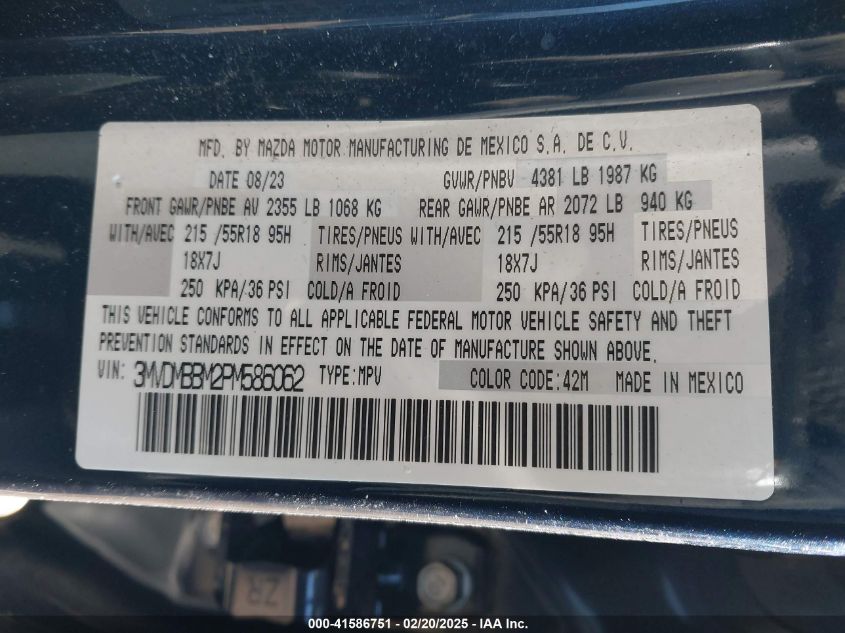 MFD. BY MAZDA MOTOR MANUFACTURING DE MEXICO S.A. DE C.V.
DATE 08/23 GVWR/PNBV 4381 LB 1987 KG
FRONT GAWR/PNBE AV 2355 LB 1068 KG REAR GAWR/PNBE AR 2072 LB 940 KG
WITH/AVEC 215 /55R18 95H TIRES/PNEUS WITH/AVEC 215 /55R18 95H TIRES/PNEUS
18X7J RIMS/JANTES 18X7J RIMS/JANTES
250 KPA/36 PSI COLD/A FROID 250 KPA/36 PSI COLD/A FROID
THIS VEHICLE CONFORMS TO ALL APPLICABLE FEDERAL MOTOR VEHICLE SAFETY AND THEFT
PREVENTION STANDARDS IN EFFECT ON THE DATE OF MANUFACTURE SHOWN ABOVE.
VIN: 3MVDMBBM2PM586062 TYPE:MPV COLOR CODE:42M MADE IN MEXICO
ZR
000-41586751 — 02/20/2025 — IAA Inc.